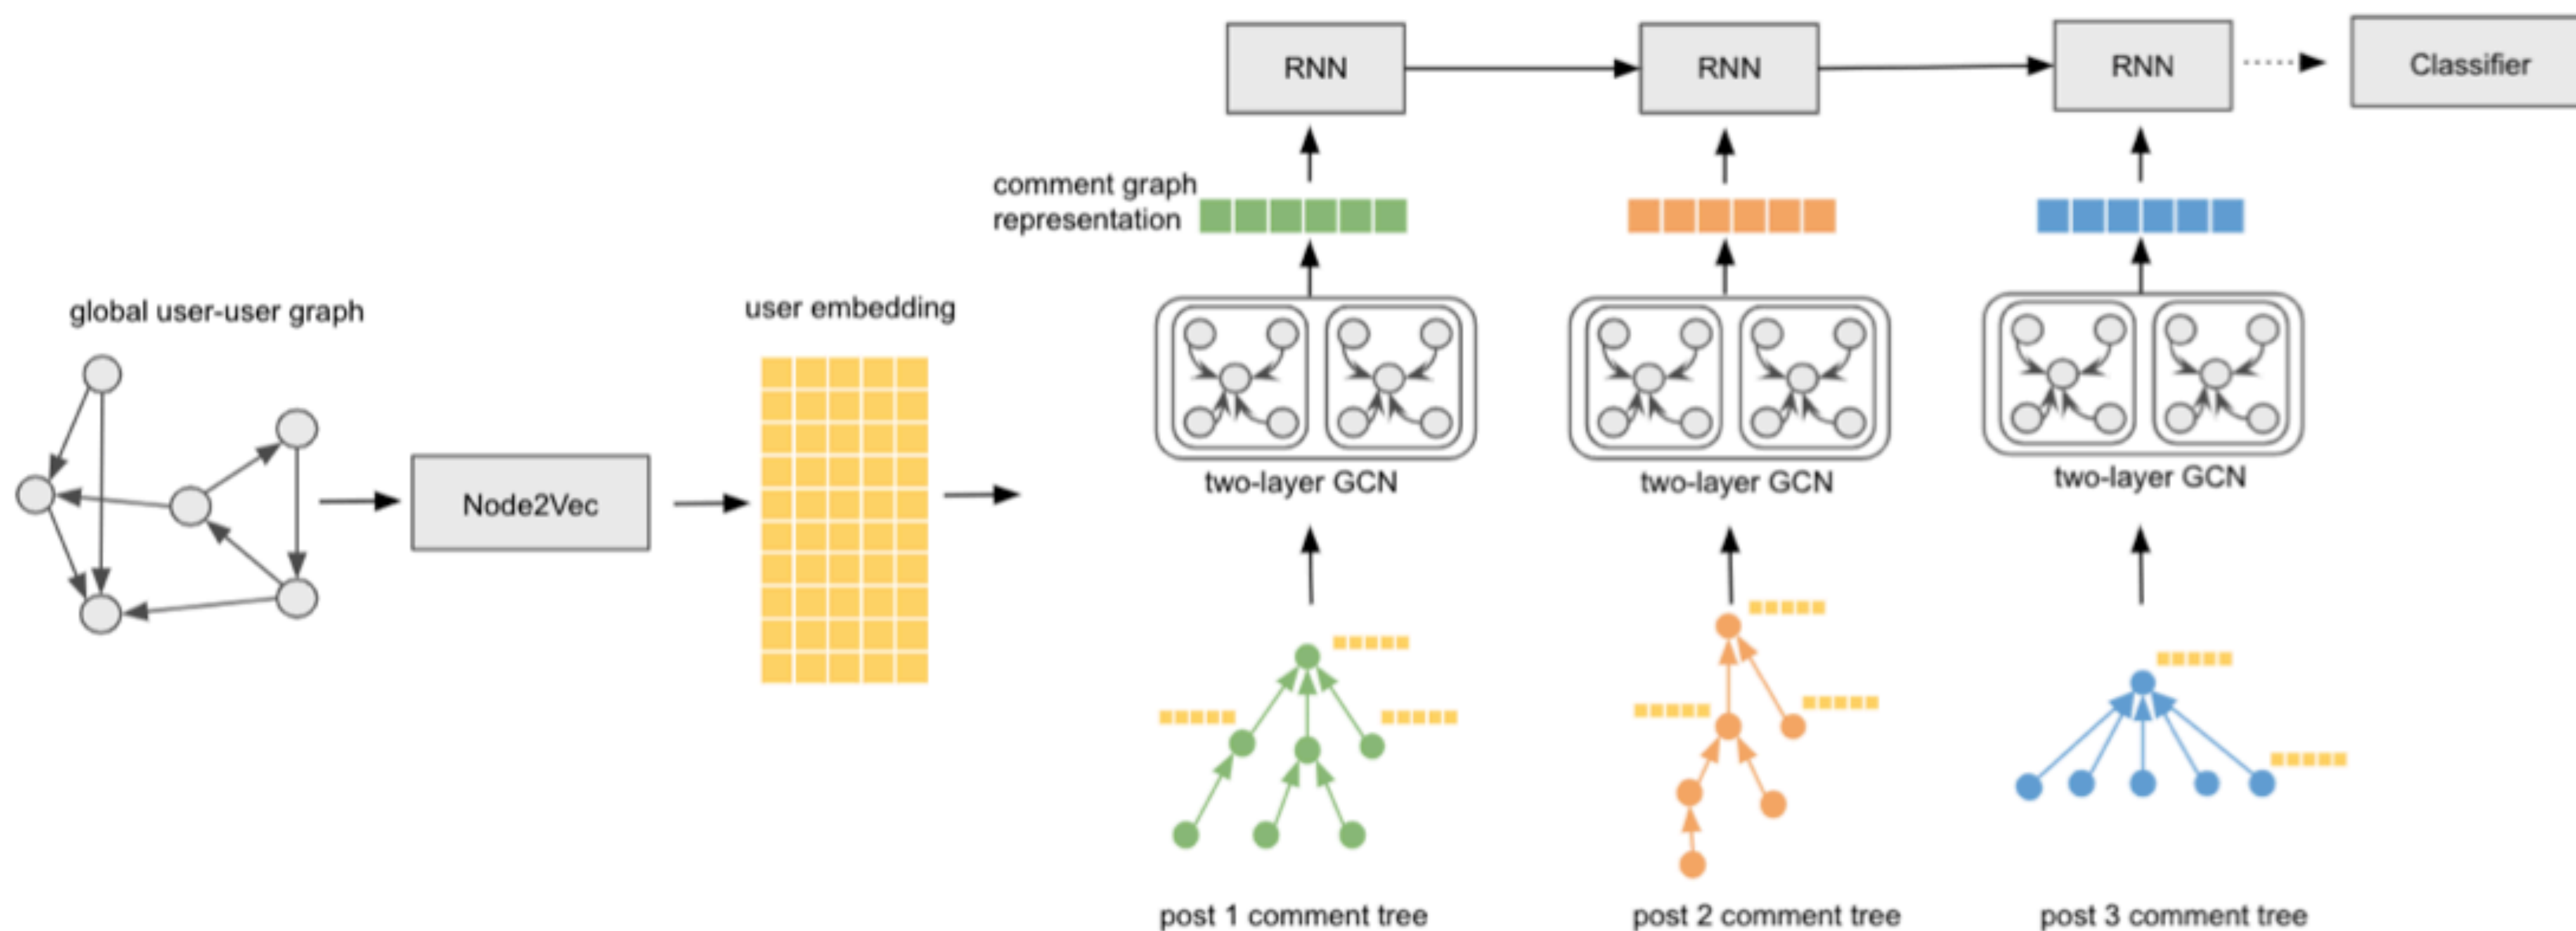 RNN
RNN
RNN
Classifier
comment graph
representation
global user-user graph
user embedding
Node2Vec
two-layer GCN
two-layer GCN
two-layer GCN
post 1 comment tree
post 2 comment tree
post 3 comment tree